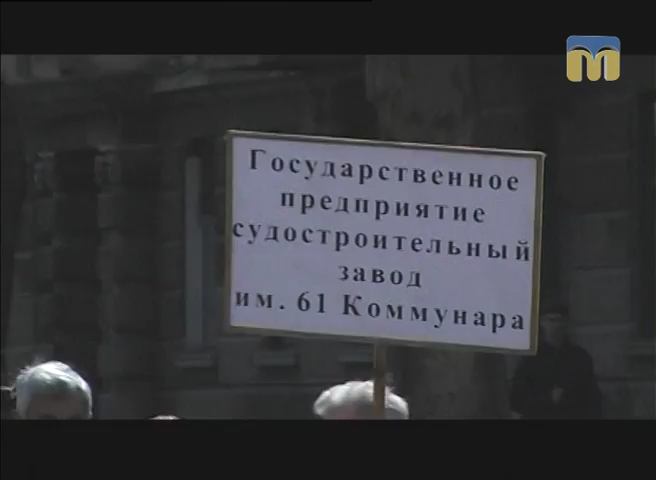 Государственное
предприятие
судостроительный
завод
им. 61 Коммунара